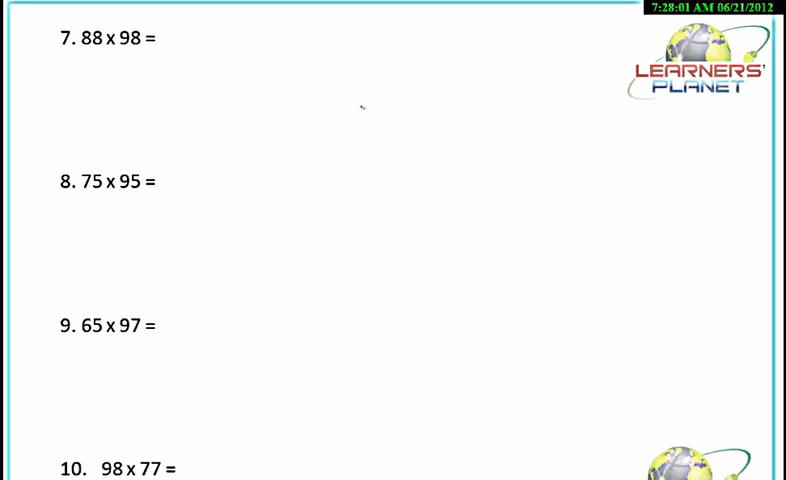 7:28:01 AM 06/21/2012
7. 88 x 98 =
LEARNERS'
PLANET
8. 75 x 95 =
9. 65 x 97 =
10. 98 x 77 =